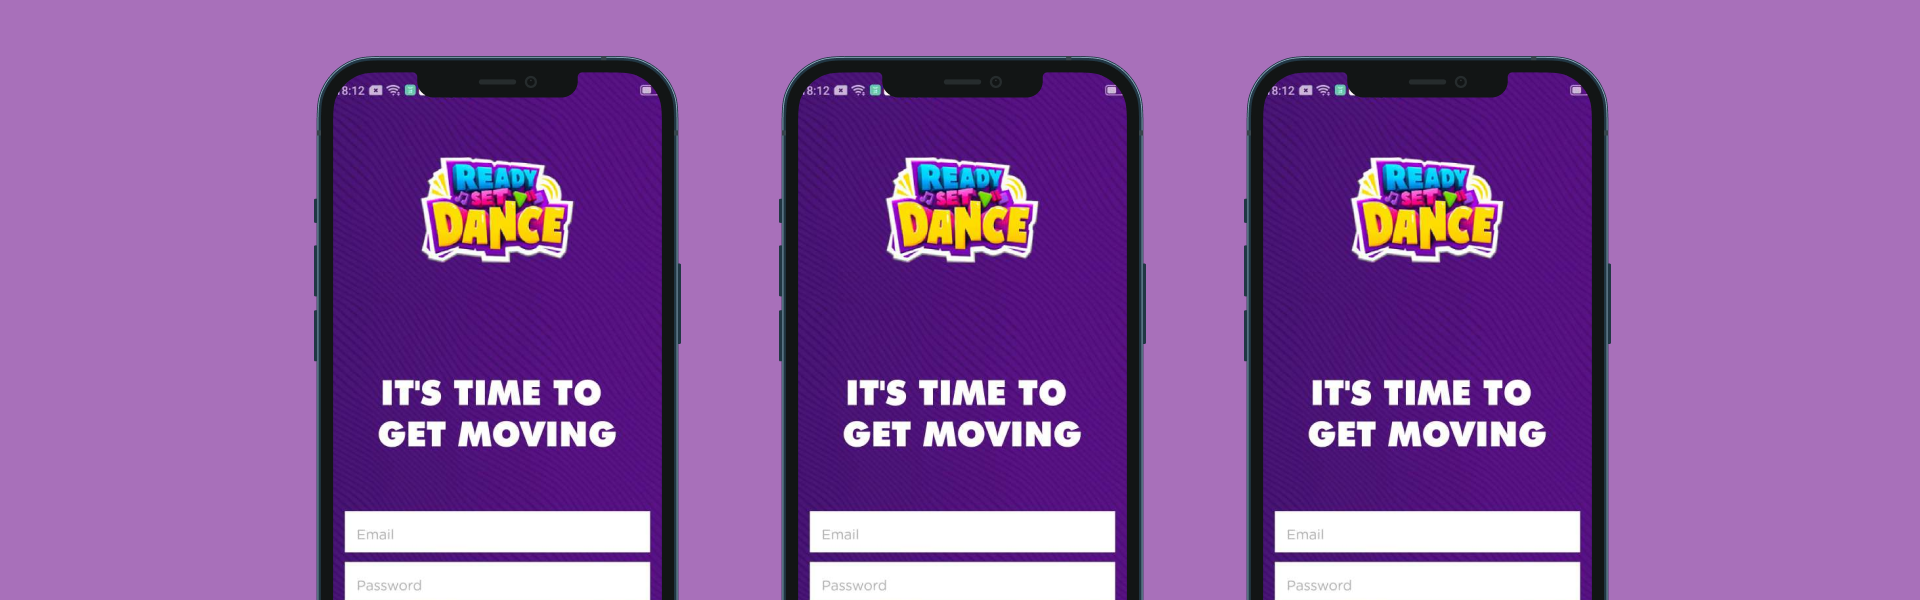 8:12
READY
SET
DANCE
IT'S TIME TO
GET MOVING
Email
Password
8:12
READY
SET
DANCE
IT'S TIME TO
GET MOVING
Email
Password
8:12
READY
SET
DANCE
IT'S TIME TO
GET MOVING
Email
Password